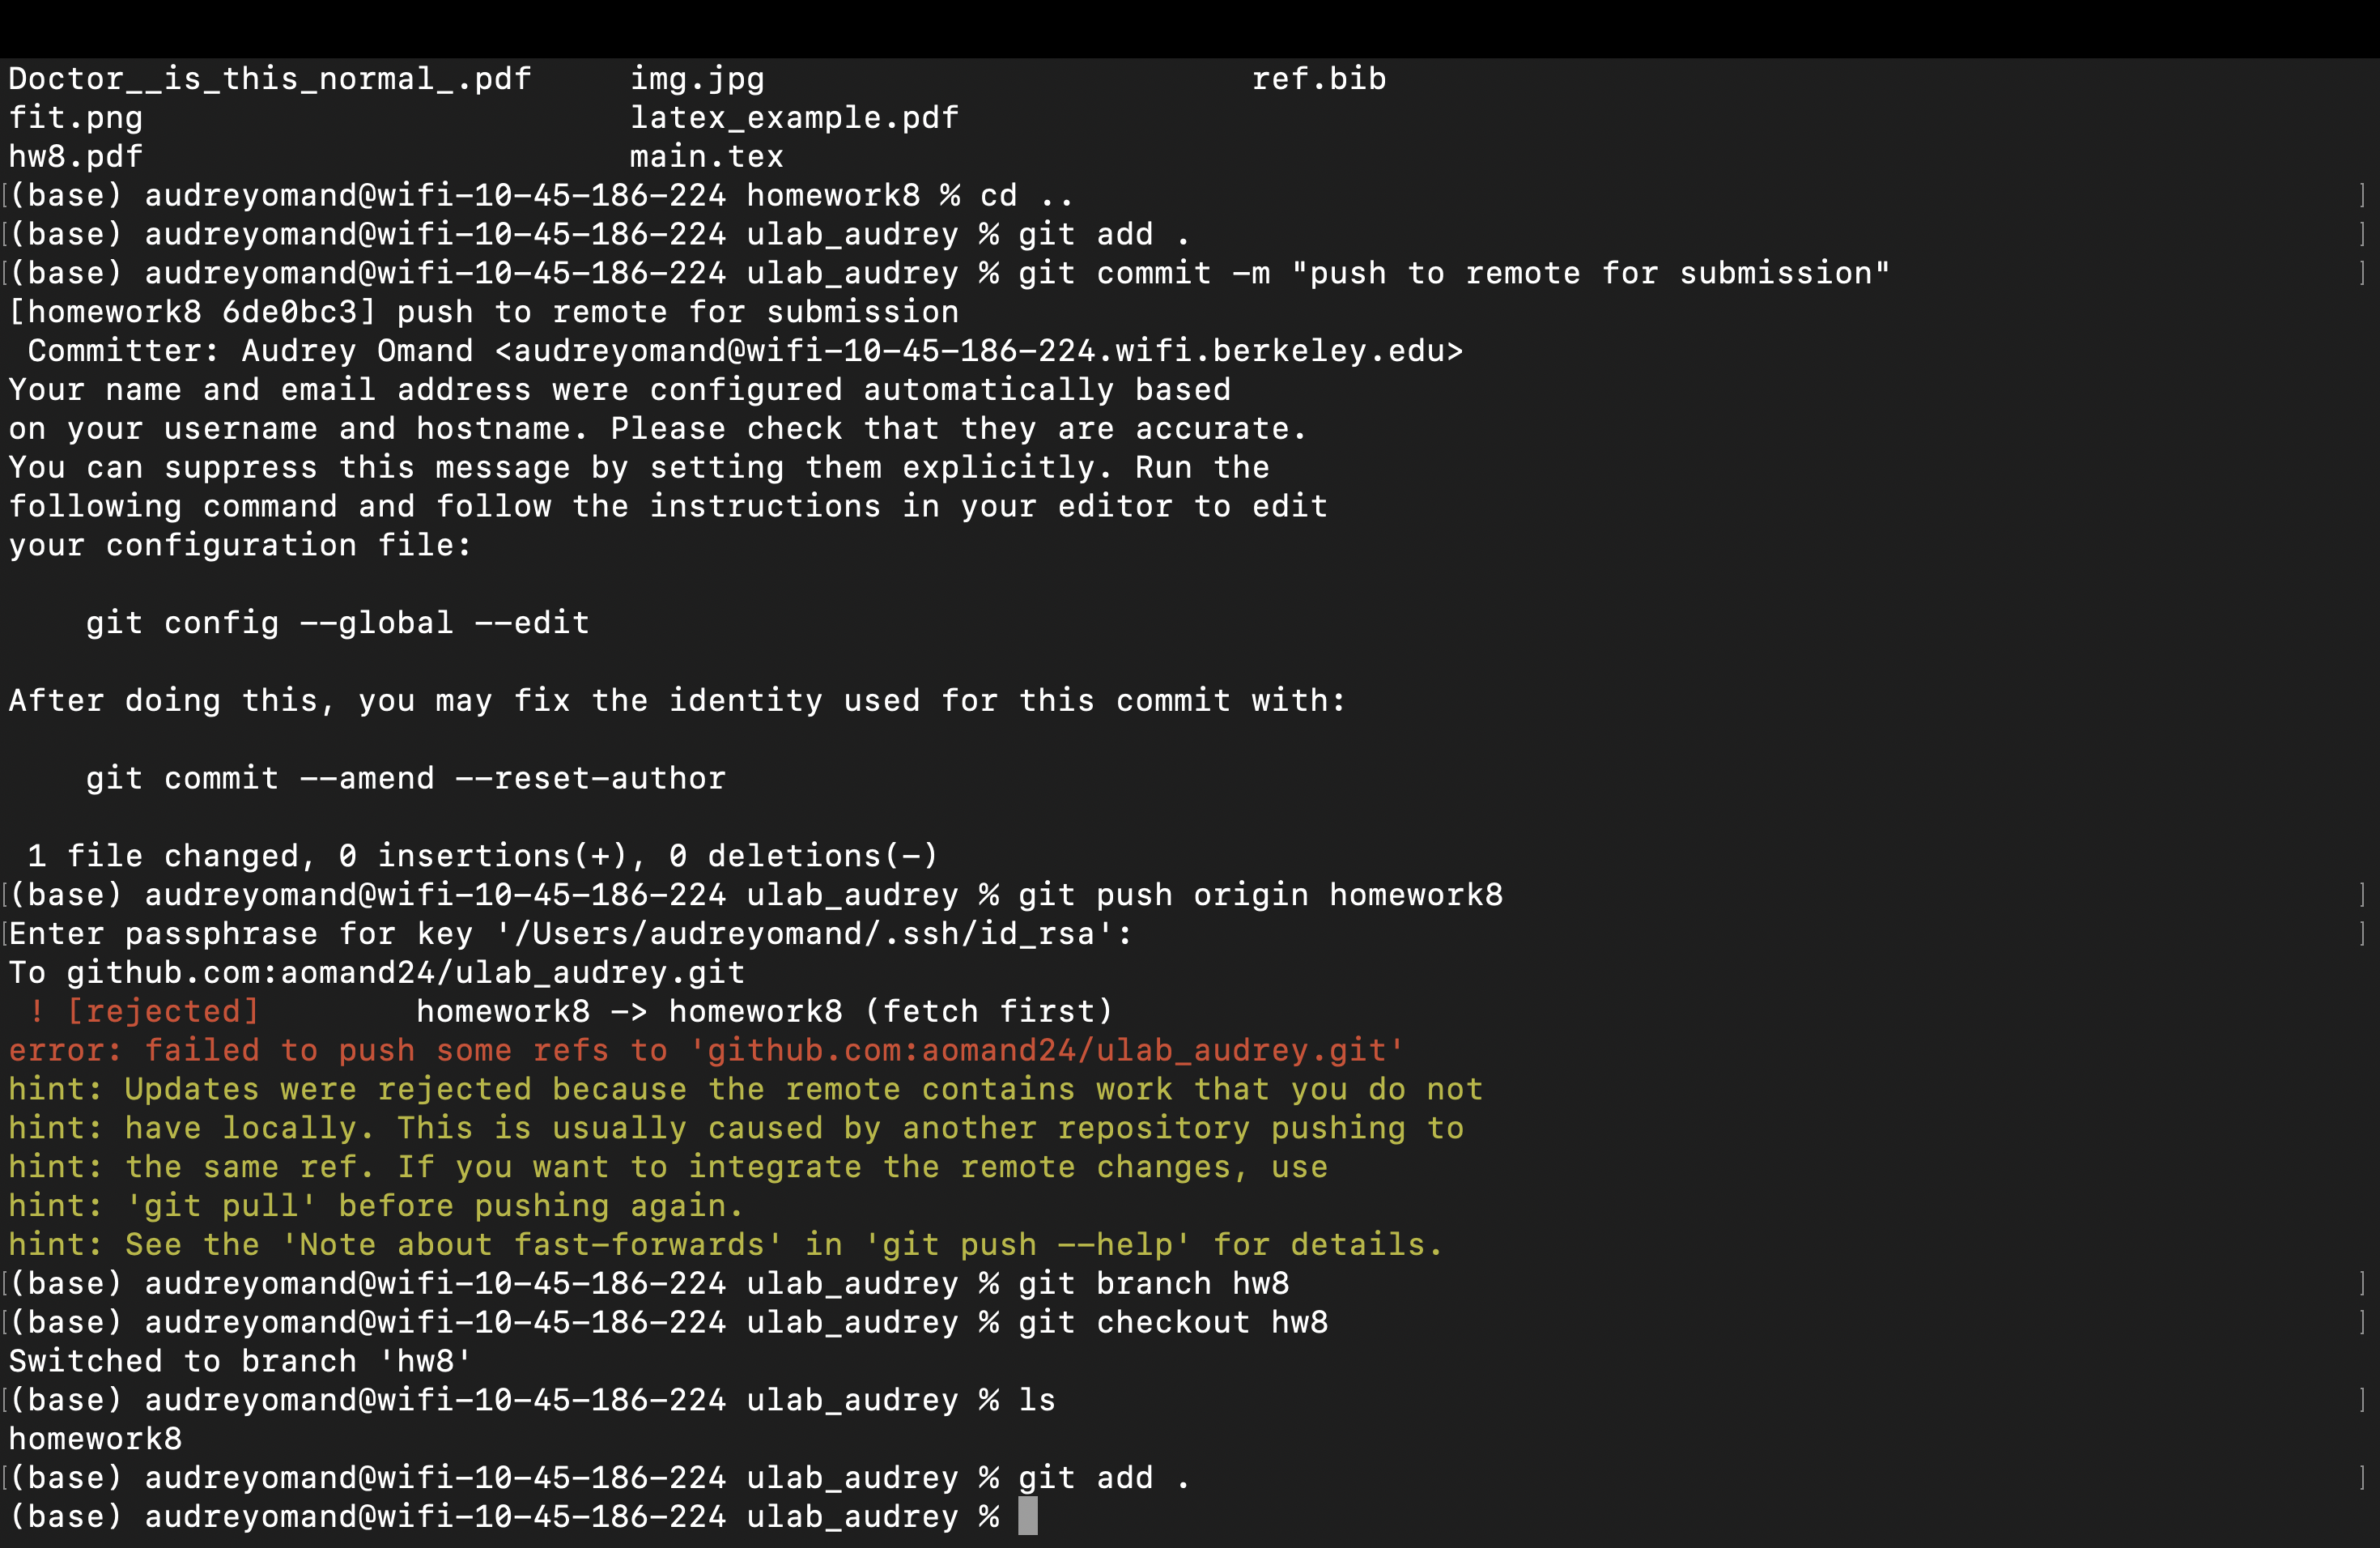 Doctor__is_this_normal_.pdf img.jpg ref.bib
fit.png latex_example.pdf
hw8.pdf main.tex
[(base) audreyomand@wifi-10-45-186-224 homework8 % cd .. ]
[(base) audreyomand@wifi-10-45-186-224 ulab_audrey % git add . ]
[(base) audreyomand@wifi-10-45-186-224 ulab_audrey % git commit -m "push to remote for submission" ]
[homework8 6de0bc3] push to remote for submission
 Committer: Audrey Omand <audreyomand@wifi-10-45-186-224.wifi.berkeley.edu>
Your name and email address were configured automatically based
on your username and hostname. Please check that they are accurate.
You can suppress this message by setting them explicitly. Run the
following command and follow the instructions in your editor to edit
your configuration file:
    git config --global --edit
After doing this, you may fix the identity used for this commit with:
    git commit --amend --reset-author
 1 file changed, 0 insertions(+), 0 deletions(-)
[(base) audreyomand@wifi-10-45-186-224 ulab_audrey % git push origin homework8 ]
[Enter passphrase for key '/Users/audreyomand/.ssh/id_rsa': ]
To github.com:aomand24/ulab_audrey.git
 ! [rejected]        homework8 -> homework8 (fetch first)
error: failed to push some refs to 'github.com:aomand24/ulab_audrey.git'
hint: Updates were rejected because the remote contains work that you do not
hint: have locally. This is usually caused by another repository pushing to
hint: the same ref. If you want to integrate the remote changes, use
hint: 'git pull' before pushing again.
hint: See the 'Note about fast-forwards' in 'git push --help' for details.
[(base) audreyomand@wifi-10-45-186-224 ulab_audrey % git branch hw8 ]
[(base) audreyomand@wifi-10-45-186-224 ulab_audrey % git checkout hw8 ]
Switched to branch 'hw8'
[(base) audreyomand@wifi-10-45-186-224 ulab_audrey % ls ]
homework8
[(base) audreyomand@wifi-10-45-186-224 ulab_audrey % git add . ]
(base) audreyomand@wifi-10-45-186-224 ulab_audrey %